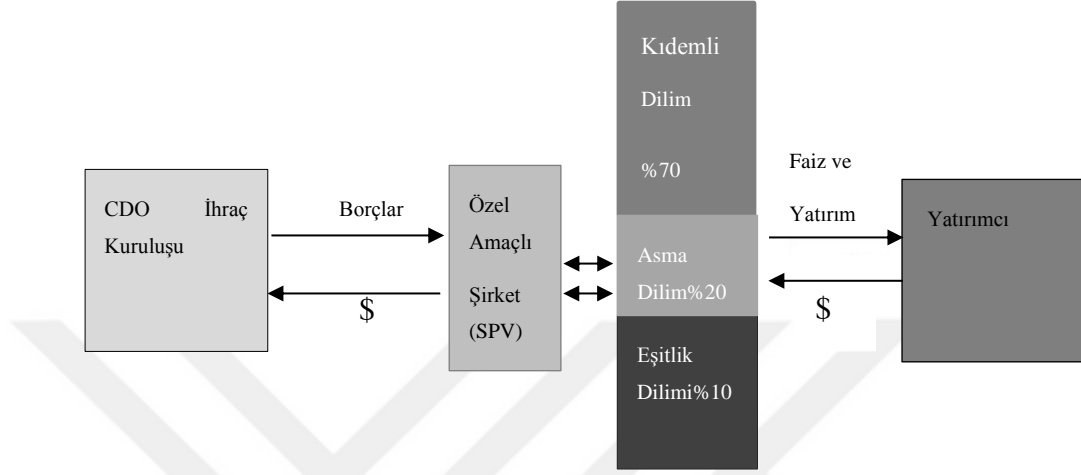 CDO İhraç
Kuruluşu
Borçlar
$
Özel
Amaçlı
Şirket
(SPV)
Kıdemli
Dilim
%70
Asma
Dilim%20
Eşitlik
Dilimi%10
Faiz ve
Yatırım
$
Yatırımcı